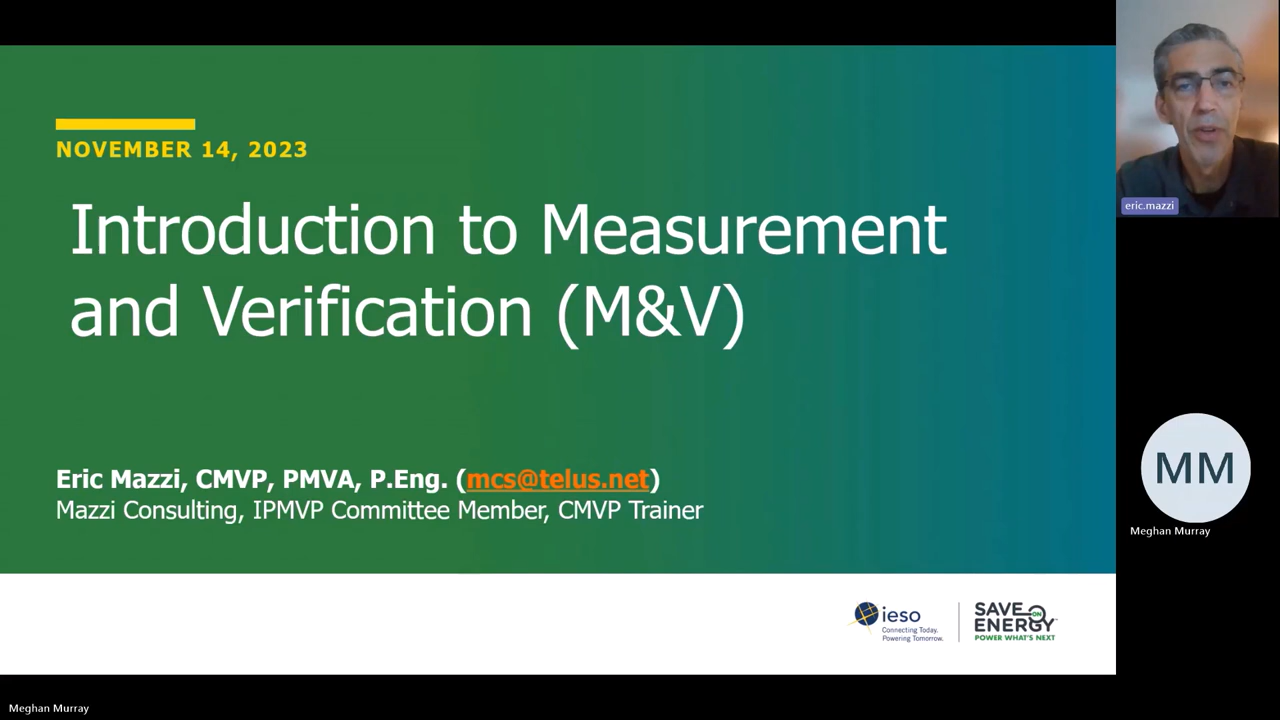 NOVEMBER 14, 2023
Introduction to Measurement
and Verification (M&V)
Eric Mazzi, CMVP, PMVA, P.Eng. (mcs@telus.net)
Mazzi Consulting, IPMVP Committee Member, CMVP Trainer
ieso
Connecting Today.
Powering Tomorrow.
SAVE ON
ENERGY
POWER WHAT'S NEXT
eric.mazzi
MM
Meghan Murray
Meghan Murray